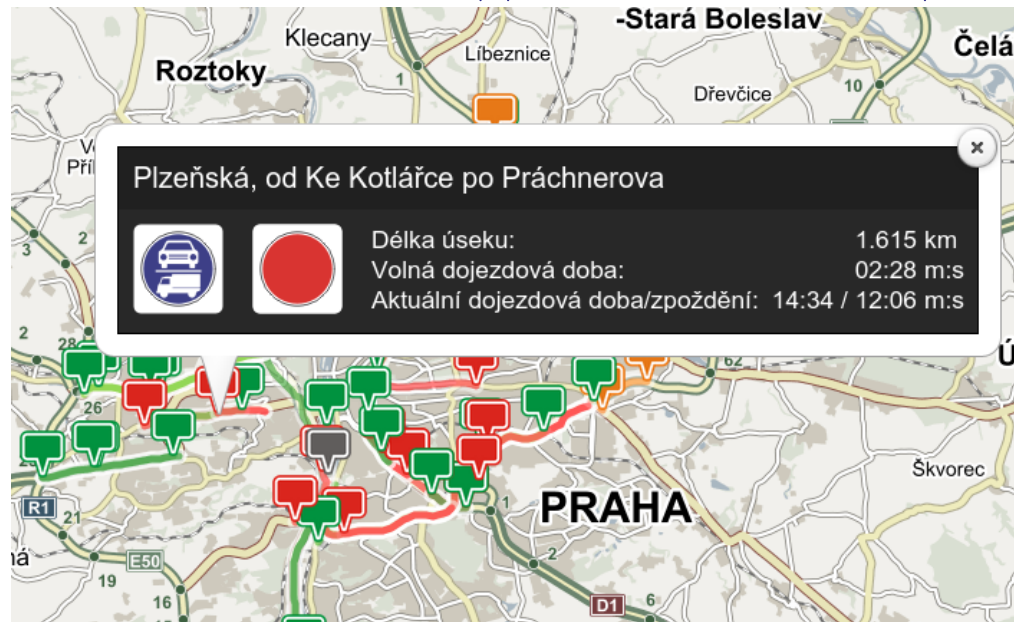 -Stará Boleslav
Klecany
Líbeznice
Čelá
Roztoky
1
Dřevčice
10
Plzeňská, od Ke Kotlářce po Práchnerova
2
3
Délka úseku: 1.615 km
Volná dojezdová doba: 02:28 m:s
Aktuální dojezdová doba/zpoždění: 14:34 / 12:06 m:s
2
28
62
Ú
26
Škvorec
R1
21
1
PRAHA
ná
E50
2
19
16
D1
6